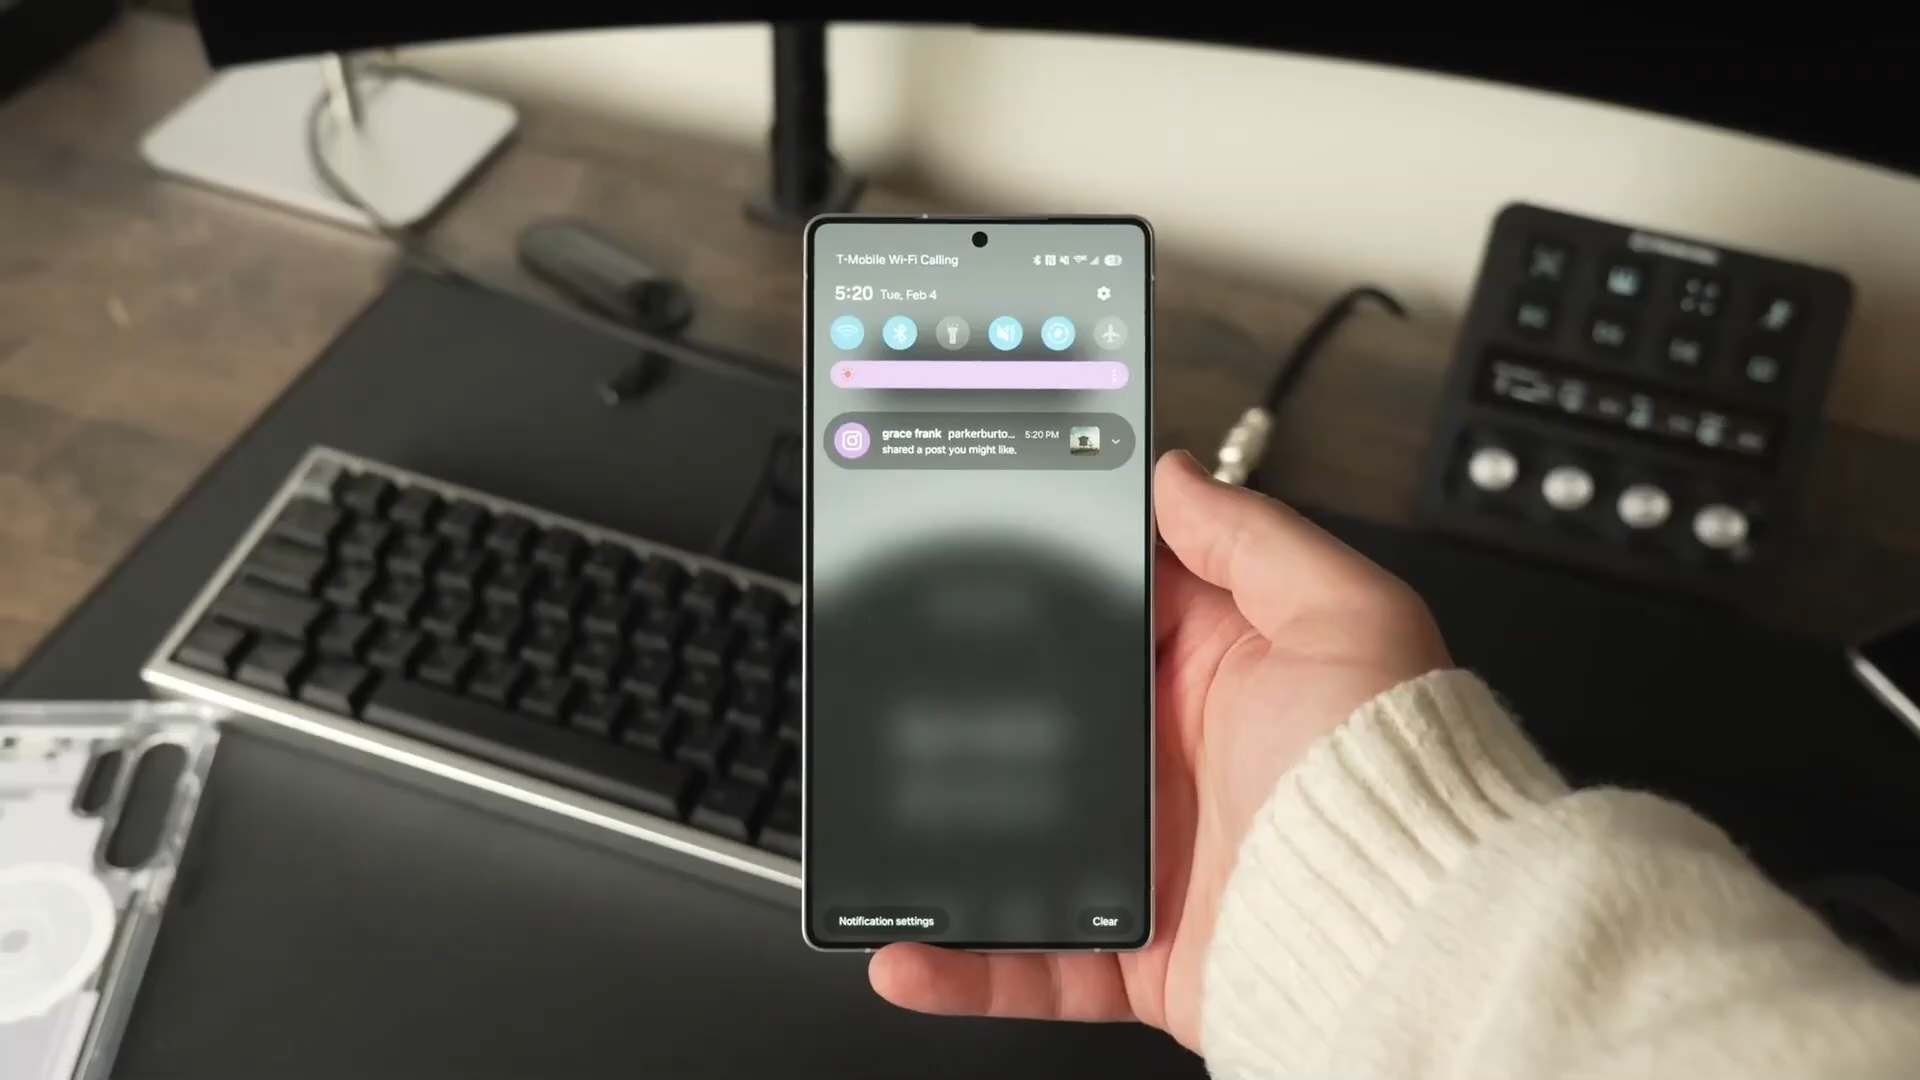 T-Mobile Wi-Fi Calling
5:20 Tue, Feb 4
grace frank parkerburto... 5:20 PM
shared a post you might like.
Notification settings
Clear